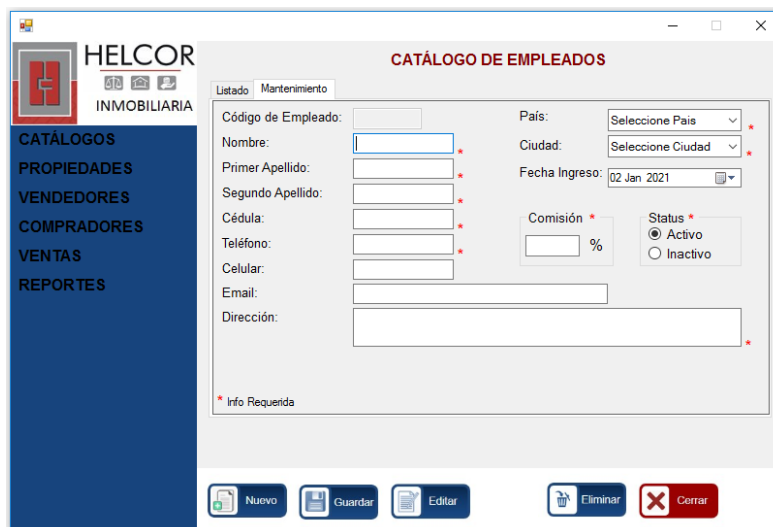 HELCOR
INMOBILIARIA
CATÁLOGOS
PROPIEDADES
VENDEDORES
COMPRADORES
VENTAS
REPORTES
CATÁLOGO DE EMPLEADOS
Listado Mantenimiento
Código de Empleado:
Nombre: *
Primer Apellido: *
Segundo Apellido: *
Cédula: *
Teléfono: *
Celular:
Email:
Dirección: *
País: Seleccione Pais *
Ciudad: Seleccione Ciudad *
Fecha Ingreso: 02 Jan 2021
Comisión *
%
Status *
Activo
Inactivo
* Info Requerida
Nuevo Guardar Editar Eliminar Cerrar